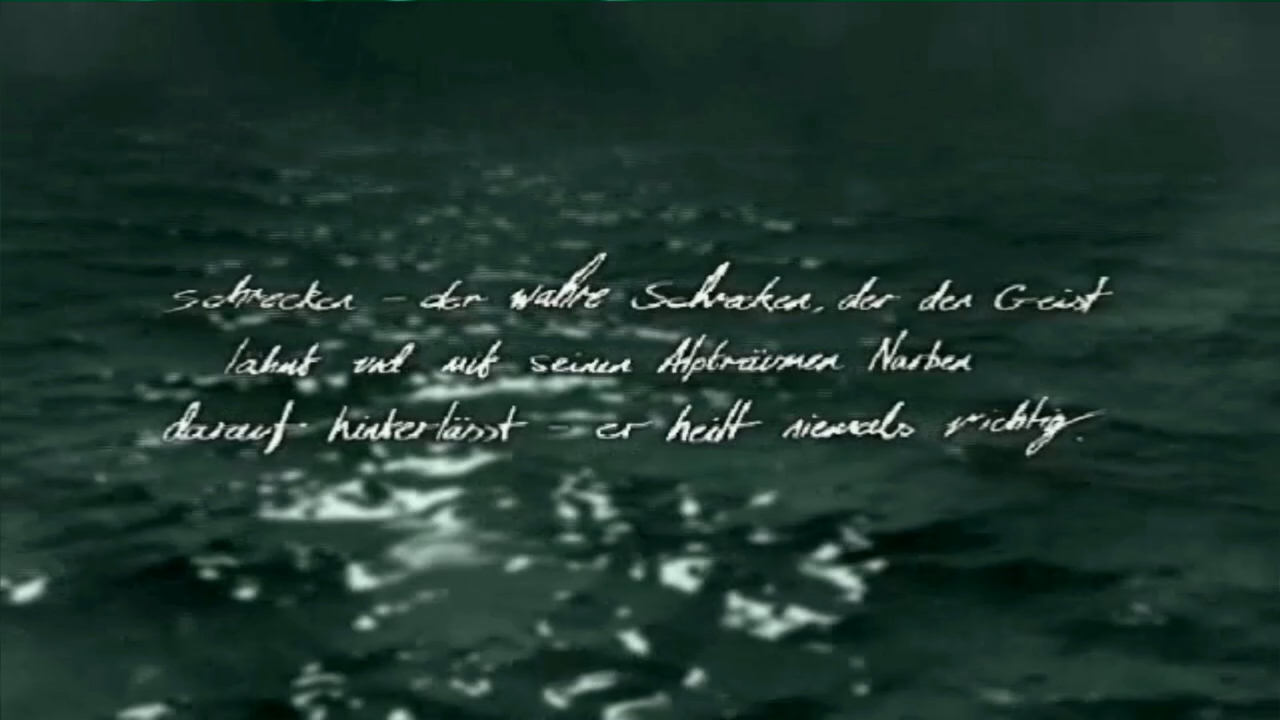 schrecken - der wahre Schrecken, der den Geist
lähmt und mit seinen Alpträumen Narben
darauf hinterlässt - er heilt niemals richtig.